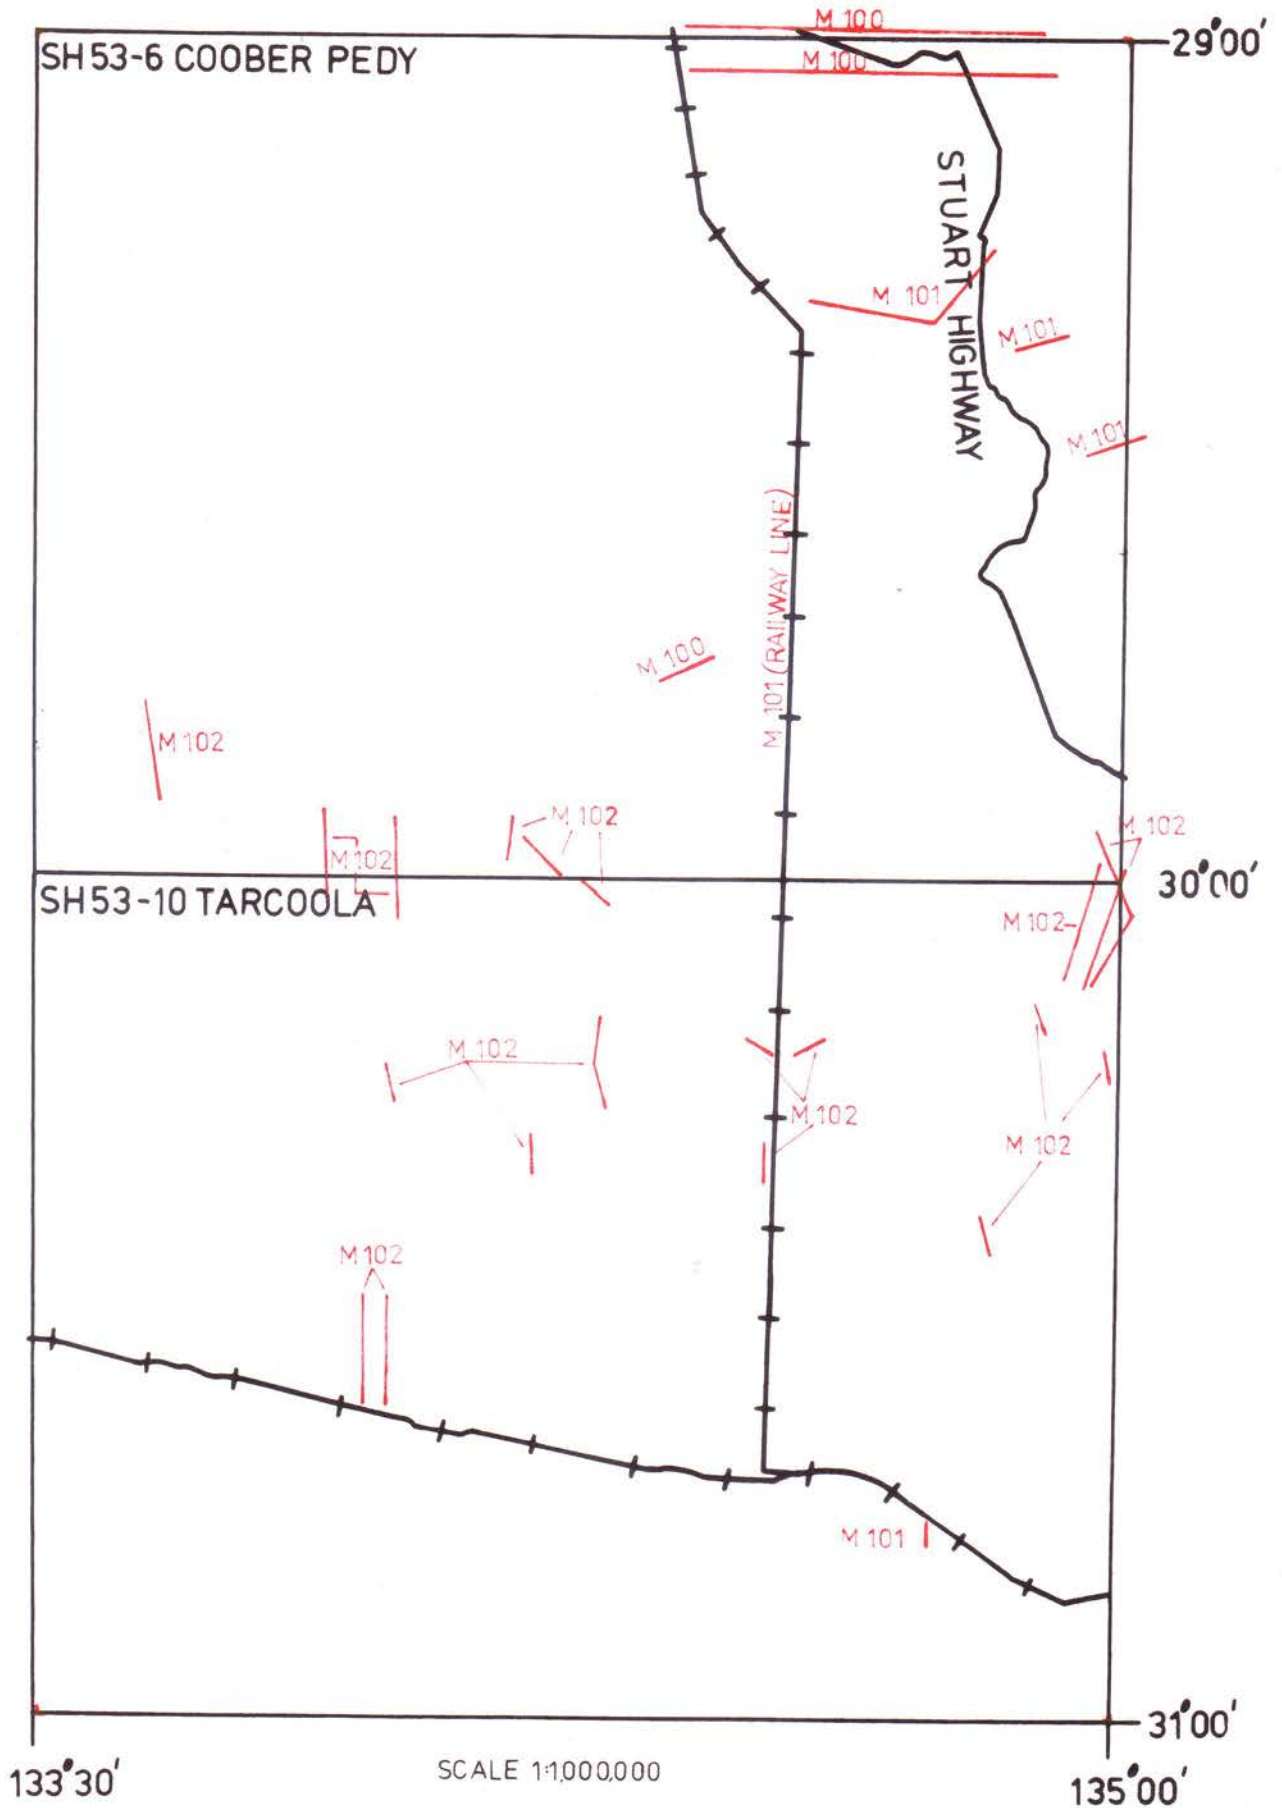 M 100
SH 53-6 COOBER PEDY
29°00'
M 100
STUART HIGHWAY
M 101
M 101
M 101
M 101 (RAILWAY LINE)
M 100
M 102
M 102
M 102
M 102
30°00'
SH 53-10 TARCOOLA
M 102
M 102
M 102
M 102
M 102
M 101
31°00'
133°30'
SCALE 1:1,000,000
135°00'